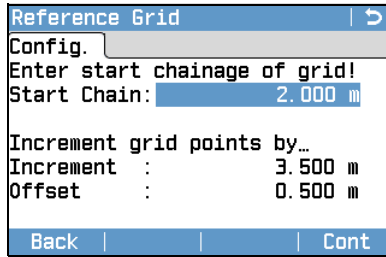 Reference Grid
Config.
Enter start chainage of grid!
Start Chain: 2.000 m
Increment grid points by…
Increment : 3.500 m
Offset : 0.500 m
Back Cont